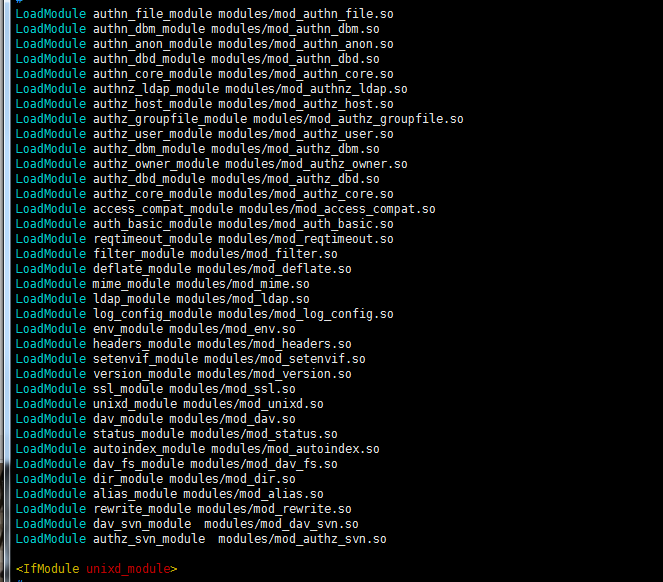 #
LoadModule authn_file_module modules/mod_authn_file.so
LoadModule authn_dbm_module modules/mod_authn_dbm.so
LoadModule authn_anon_module modules/mod_authn_anon.so
LoadModule authn_dbd_module modules/mod_authn_dbd.so
LoadModule authn_core_module modules/mod_authn_core.so
LoadModule authnz_ldap_module modules/mod_authnz_ldap.so
LoadModule authz_host_module modules/mod_authz_host.so
LoadModule authz_groupfile_module modules/mod_authz_groupfile.so
LoadModule authz_user_module modules/mod_authz_user.so
LoadModule authz_dbm_module modules/mod_authz_dbm.so
LoadModule authz_owner_module modules/mod_authz_owner.so
LoadModule authz_dbd_module modules/mod_authz_dbd.so
LoadModule authz_core_module modules/mod_authz_core.so
LoadModule access_compat_module modules/mod_access_compat.so
LoadModule auth_basic_module modules/mod_auth_basic.so
LoadModule reqtimeout_module modules/mod_reqtimeout.so
LoadModule filter_module modules/mod_filter.so
LoadModule deflate_module modules/mod_deflate.so
LoadModule mime_module modules/mod_mime.so
LoadModule ldap_module modules/mod_ldap.so
LoadModule log_config_module modules/mod_log_config.so
LoadModule env_module modules/mod_env.so
LoadModule headers_module modules/mod_headers.so
LoadModule setenvif_module modules/mod_setenvif.so
LoadModule version_module modules/mod_version.so
LoadModule ssl_module modules/mod_ssl.so
LoadModule unixd_module modules/mod_unixd.so
LoadModule dav_module modules/mod_dav.so
LoadModule status_module modules/mod_status.so
LoadModule autoindex_module modules/mod_autoindex.so
LoadModule dav_fs_module modules/mod_dav_fs.so
LoadModule dir_module modules/mod_dir.so
LoadModule alias_module modules/mod_alias.so
LoadModule rewrite_module modules/mod_rewrite.so
LoadModule dav_svn_module  modules/mod_dav_svn.so
LoadModule authz_svn_module  modules/mod_authz_svn.so
<IfModule unixd_module>
#